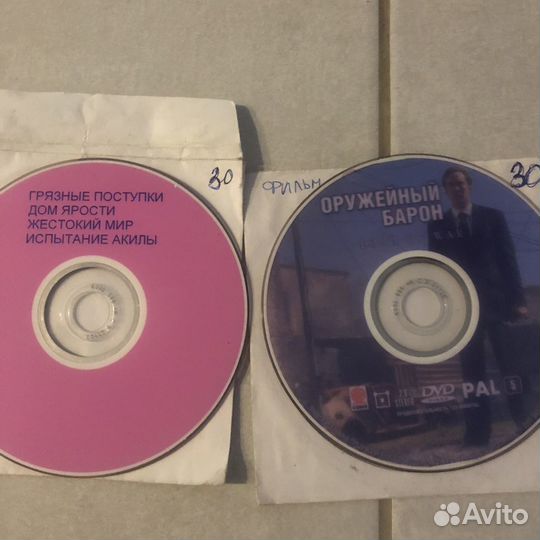 30
ГРЯЗНЫЕ ПОСТУПКИ
ДОМ ЯРОСТИ
ЖЕСТОКИЙ МИР
ИСПЫТАНИЕ АКИЛЫ
Фильм
30
ОРУЖЕЙНЫЙ
БАРОН
DVD PAL
Avito